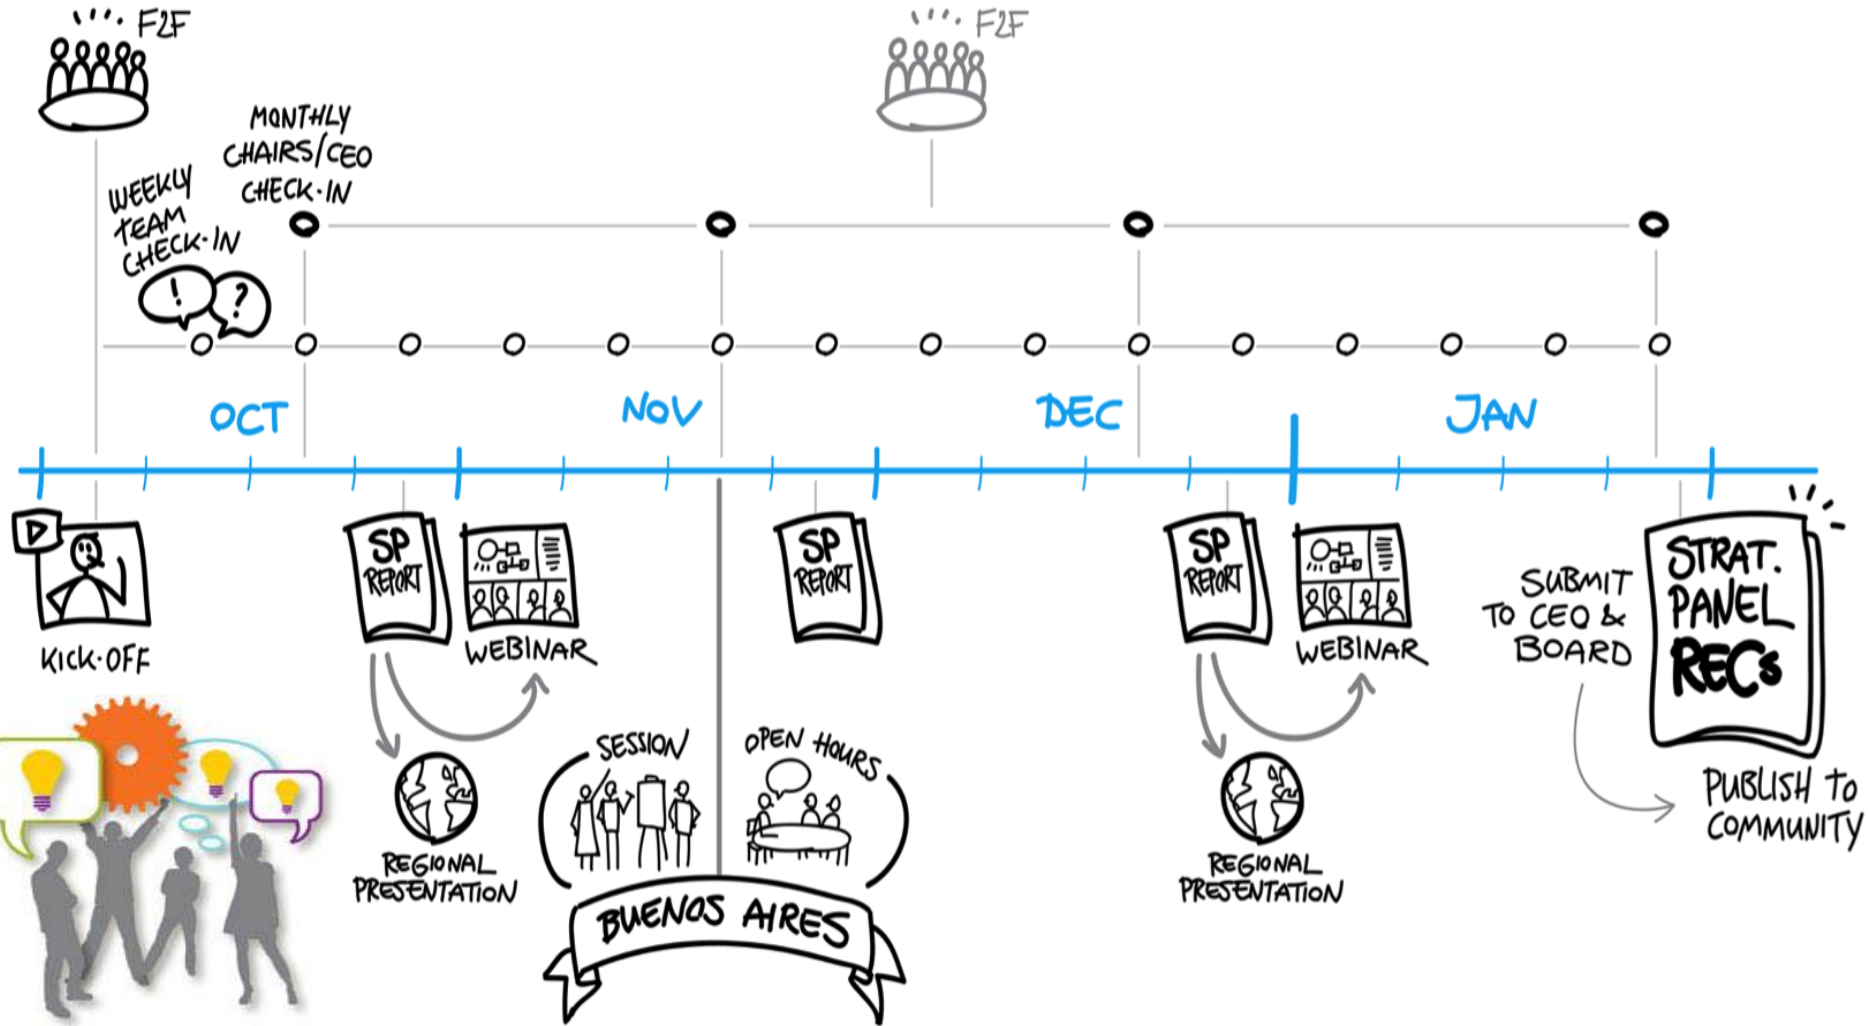 F2F
F2F
MONTHLY
CHAIRS/CEO
CHECK-IN
WEEKLY
TEAM
CHECK-IN
! ?
OCT
NOV
DEC
JAN
KICK-OFF
SP
REPORT
WEBINAR
REGIONAL
PRESENTATION
SESSION
OPEN HOURS
BUENOS AIRES
SP
REPORT
SP
REPORT
WEBINAR
REGIONAL
PRESENTATION
SUBMIT
TO CEO &
BOARD
STRAT.
PANEL
RECs
PUBLISH TO
COMMUNITY